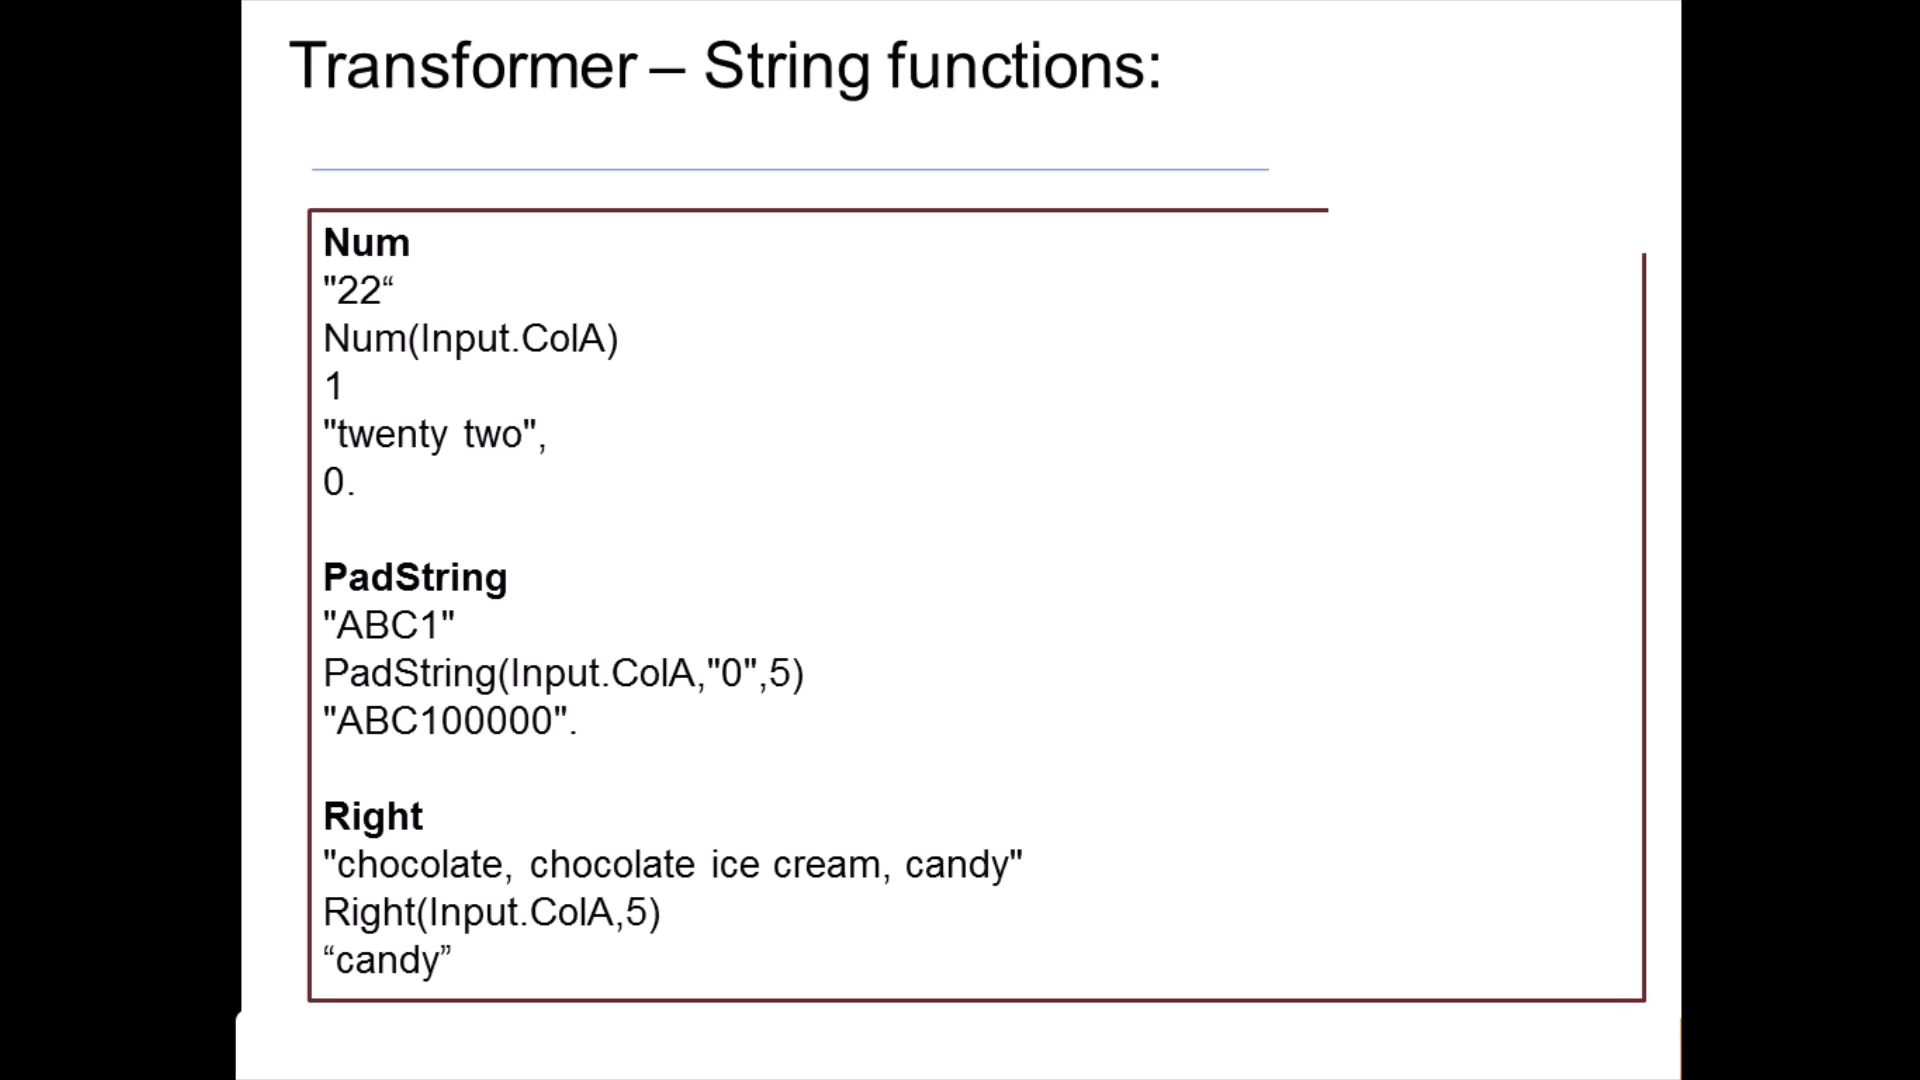 Transformer – String functions:
Num
"22“
Num(Input.ColA)
1
"twenty two",
0.
PadString
"ABC1"
PadString(Input.ColA,"0",5)
"ABC100000".
Right
"chocolate, chocolate ice cream, candy"
Right(Input.ColA,5)
“candy”